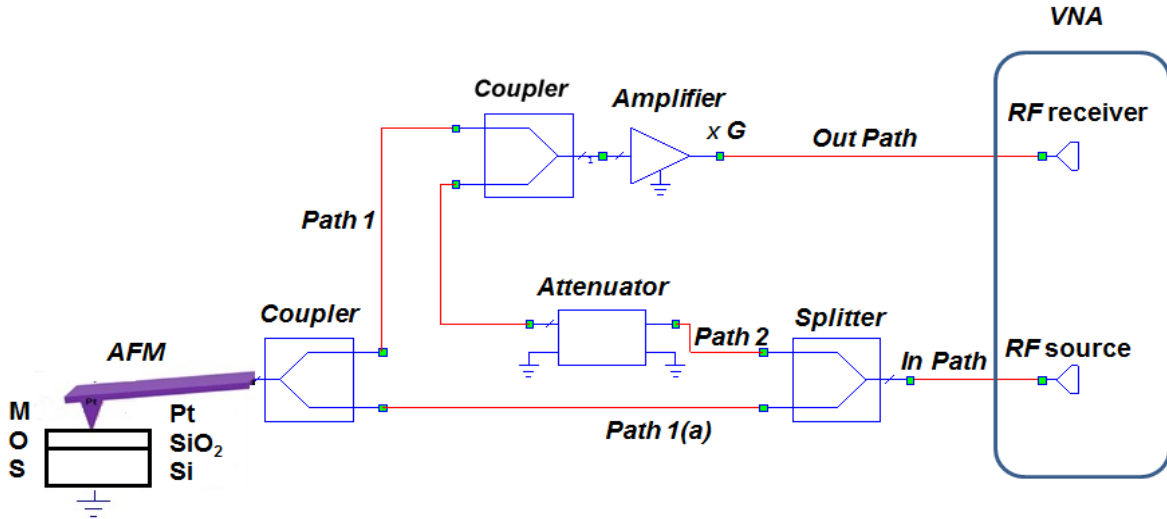 VNA
Coupler
Amplifier
x G
RF receiver
Out Path
1
Path 1
Attenuator
Coupler
Path 2
Splitter
AFM
In Path
RF source
Pt
M
Pt
O
SiO₂
Path 1(a)
S
Si